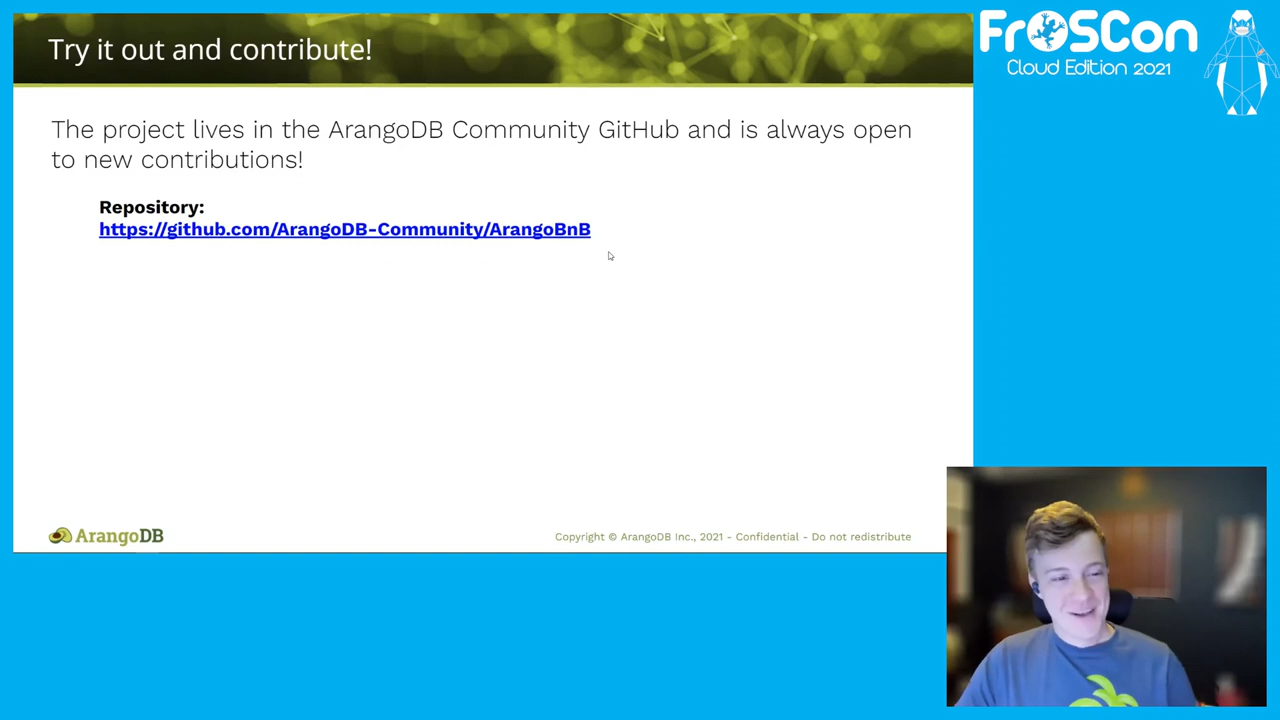 Try it out and contribute!
FrOSCon
Cloud Edition 2021
The project lives in the ArangoDB Community GitHub and is always open
to new contributions!
Repository:
https://github.com/ArangoDB-Community/ArangoBnB
ArangoDB
Copyright © ArangoDB Inc., 2021 - Confidential - Do not redistribute